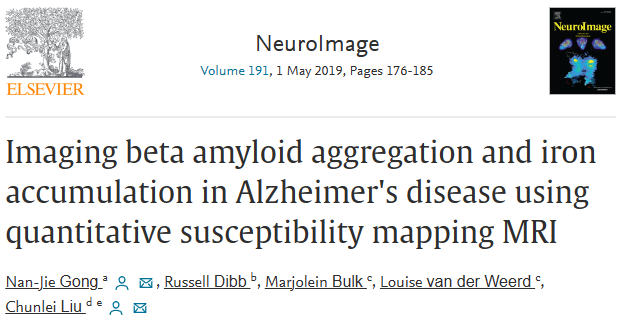 NeuroImage
Volume 191, 1 May 2019, Pages 176-185
ELSEVIER
NeuroImage
Imaging beta amyloid aggregation and iron
accumulation in Alzheimer's disease using
quantitative susceptibility mapping MRI
Nan-Jie Gong a, Russell Dibb b, Marjolein Bulk c, Louise van der Weerd c,
Chunlei Liu d e